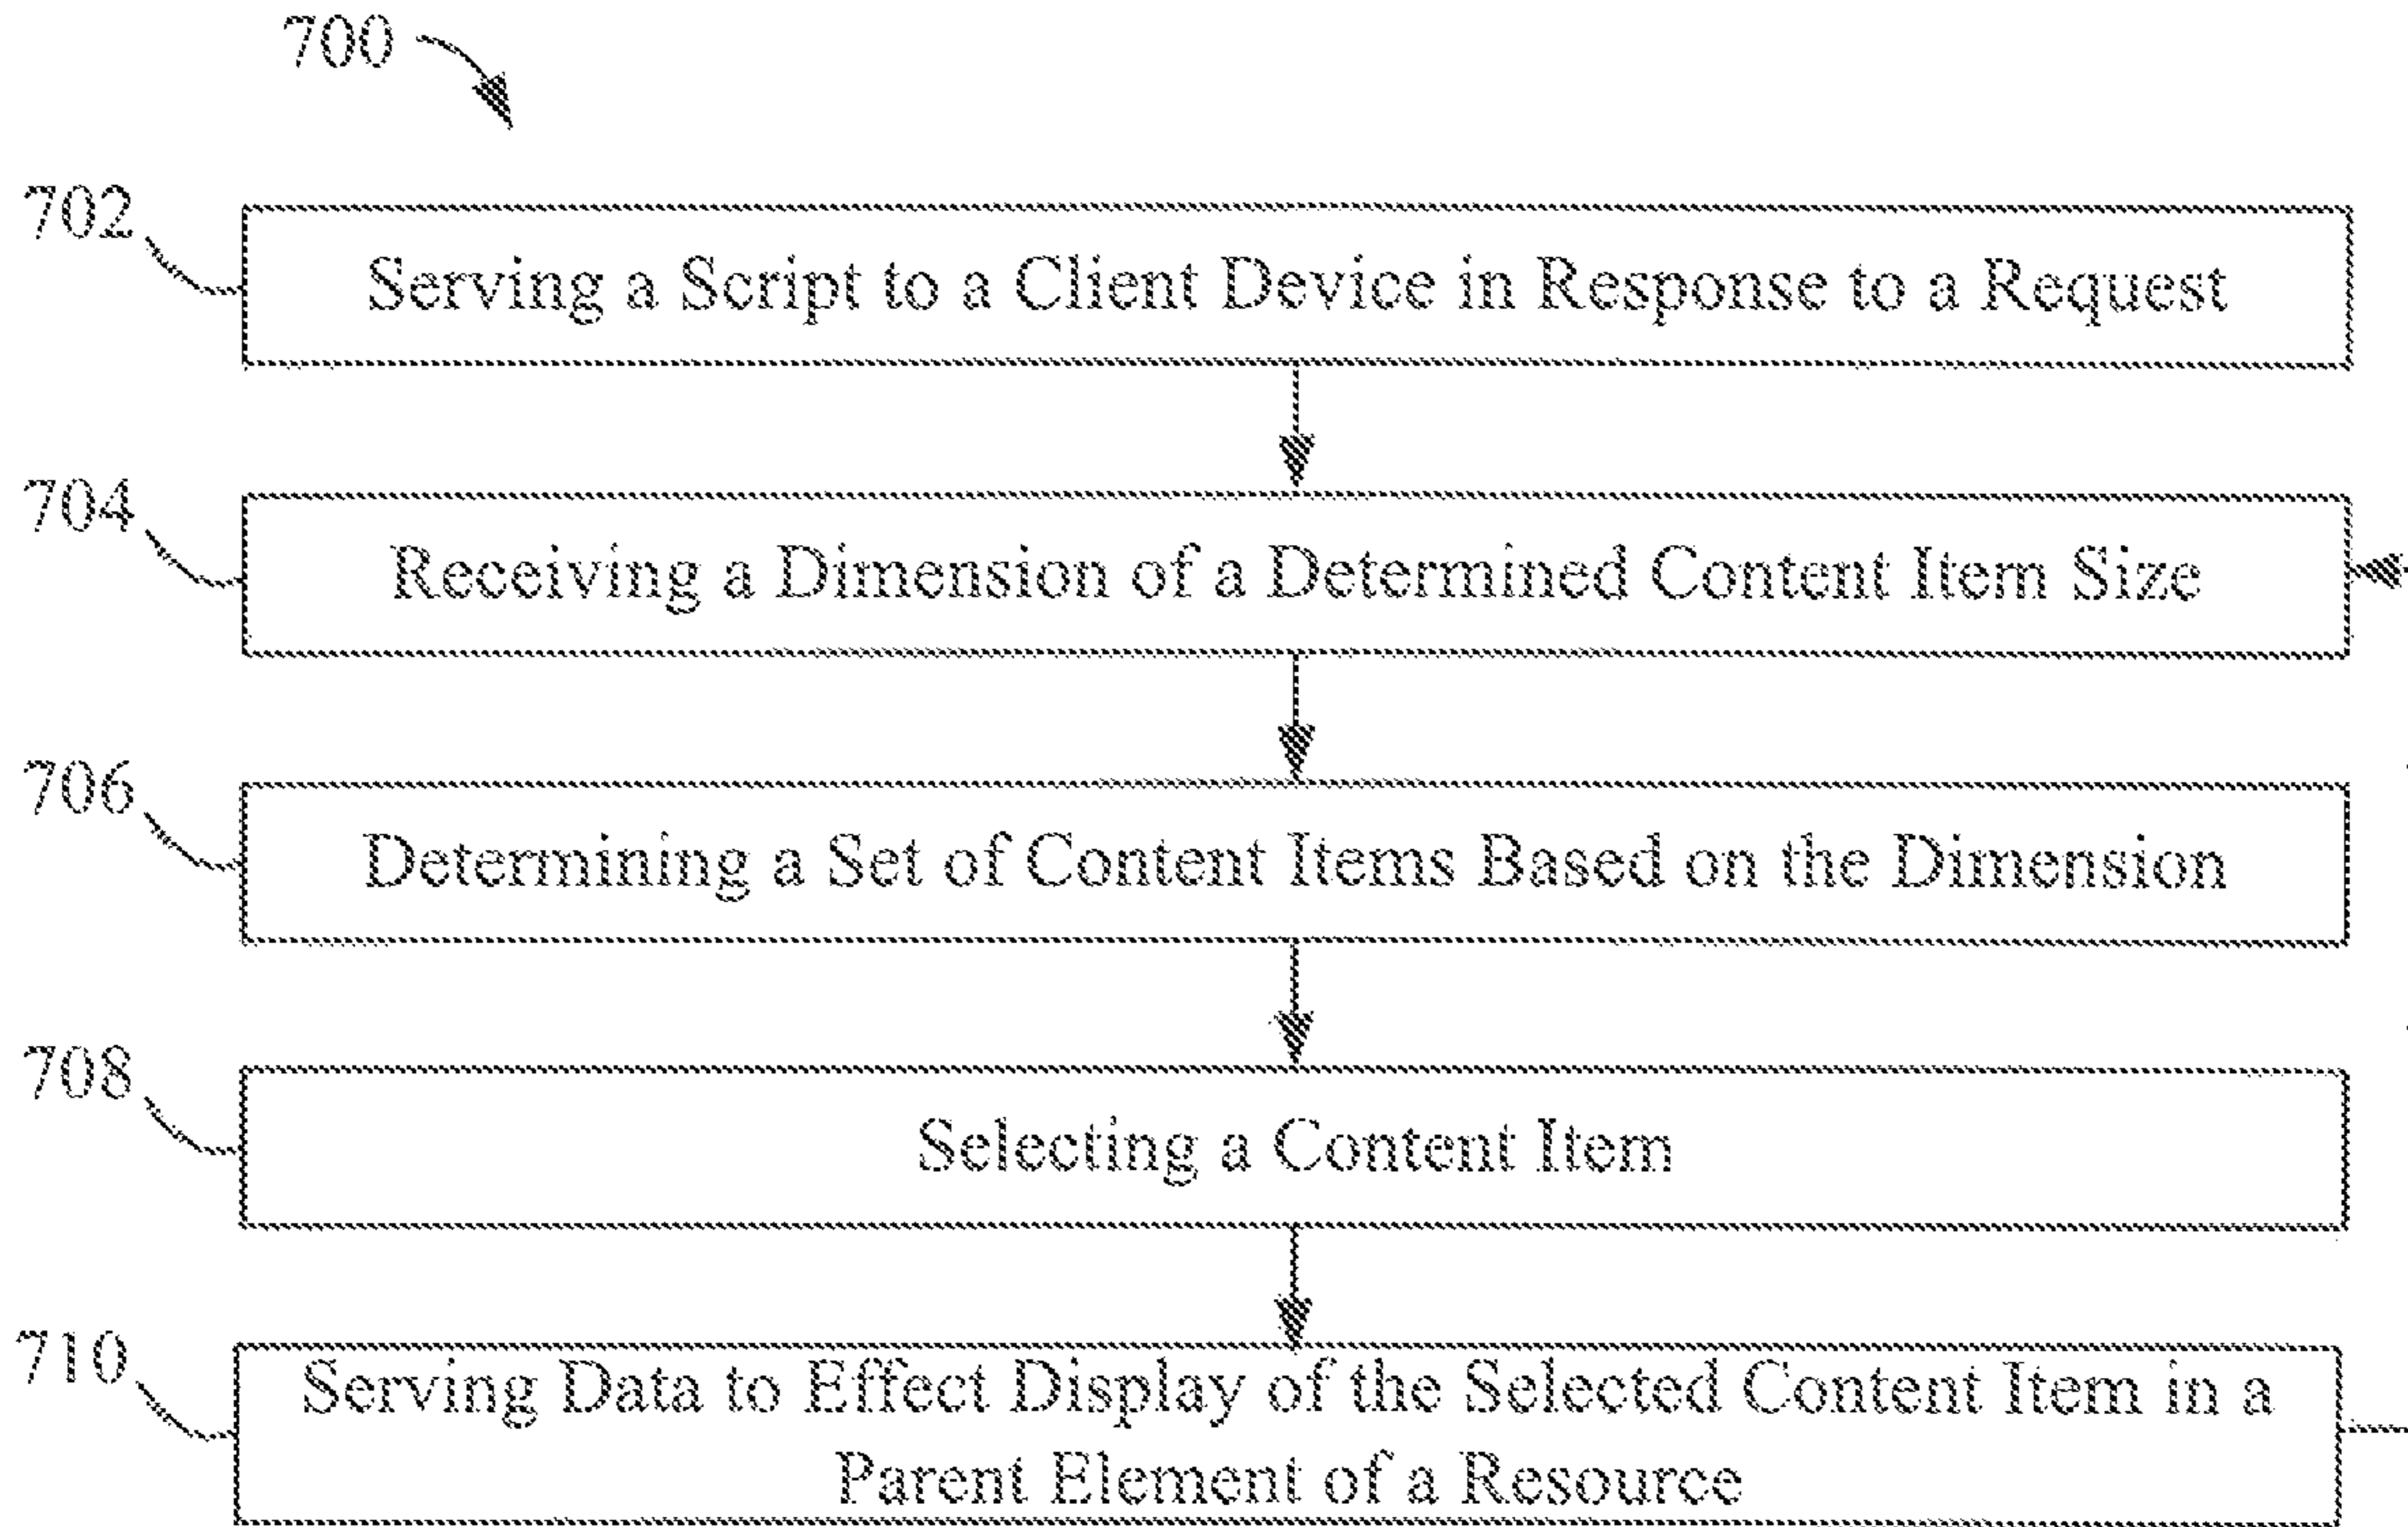 700
702
Serving a Script to a Client Device in Response to a Request
704
Receiving a Dimension of a Determined Content Item Size
706
Determining a Set of Content Items Based on the Dimension
708
Selecting a Content Item
710
Serving Data to Effect Display of the Selected Content Item in a
Parent Element of a Resource